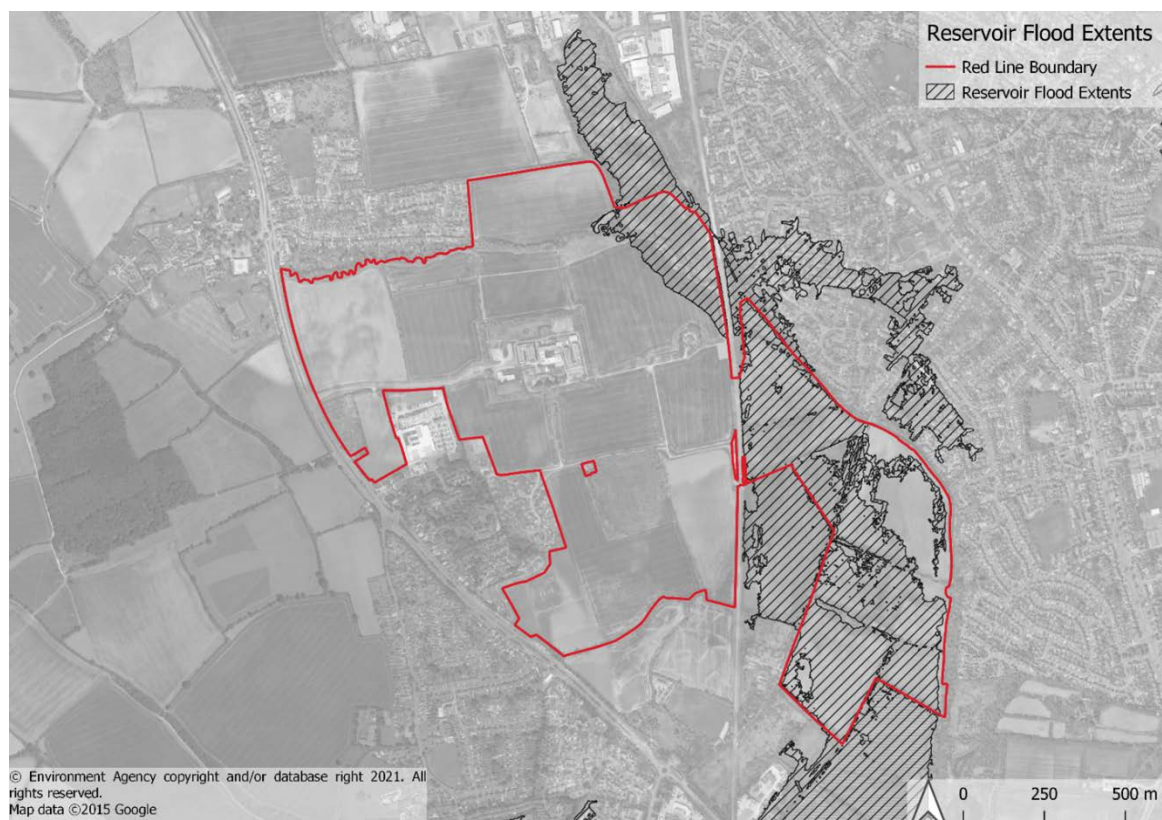 Reservoir Flood Extents
Red Line Boundary
Reservoir Flood Extents
© Environment Agency copyright and/or database right 2021. All
rights reserved.
Map data ©2015 Google
0 250 500 m